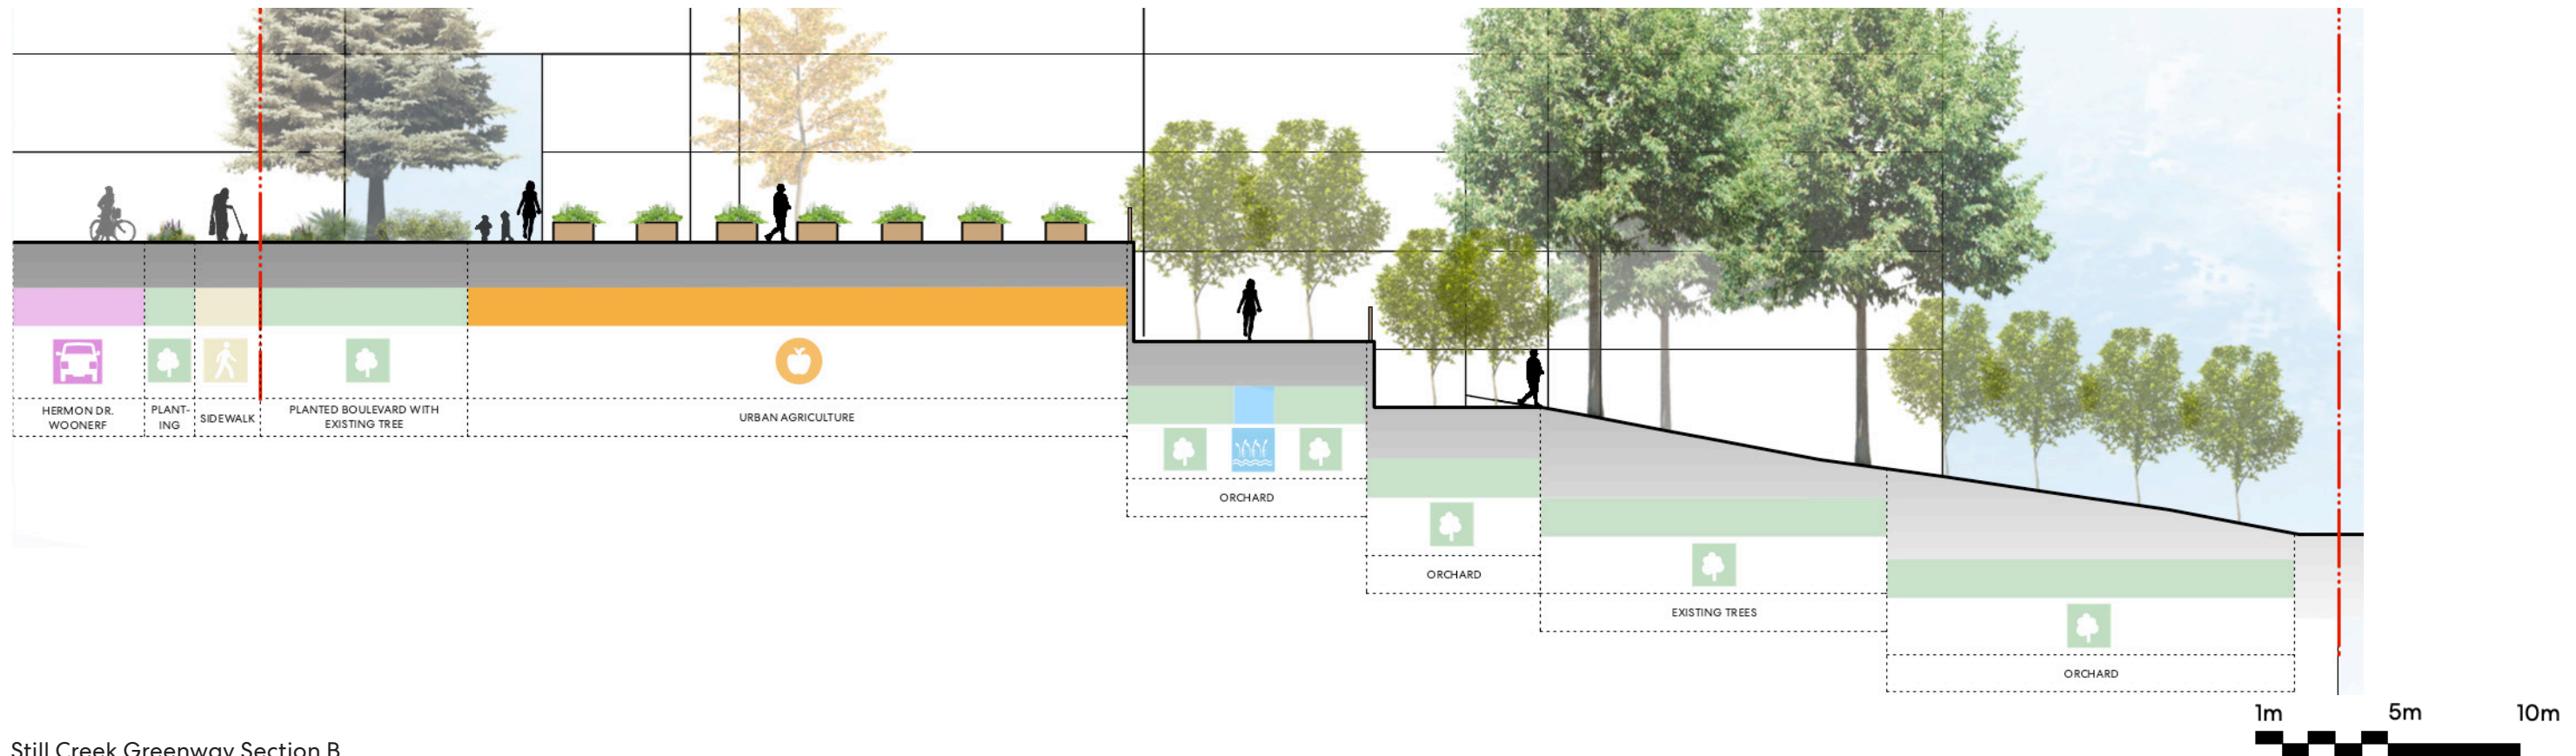 HERMON DR.
WOONERF
PLANT-
ING
SIDEWALK
PLANTED BOULEVARD WITH
EXISTING TREE
URBAN AGRICULTURE
ORCHARD
ORCHARD
EXISTING TREES
ORCHARD
1m 5m 10m
Still Creek Greenway Section B